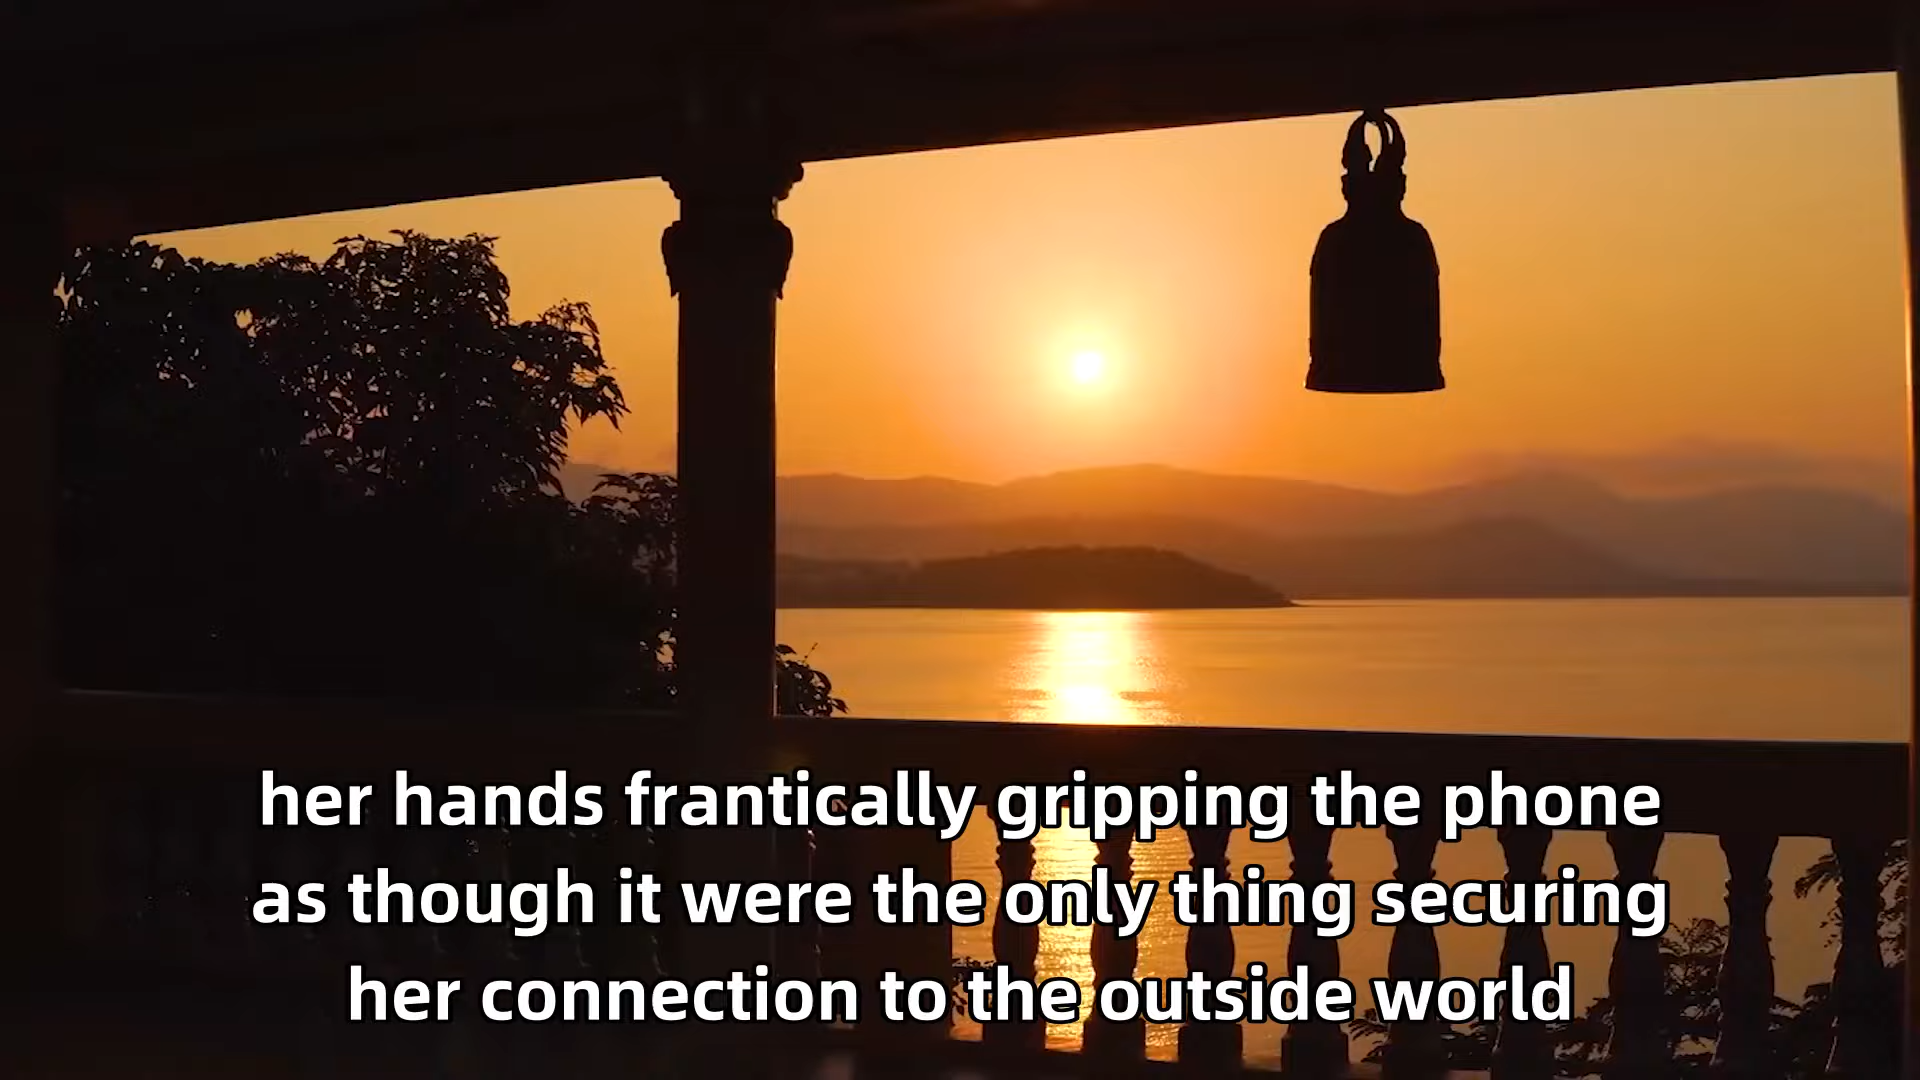 her hands frantically gripping the phone
as though it were the only thing securing
her connection to the outside world